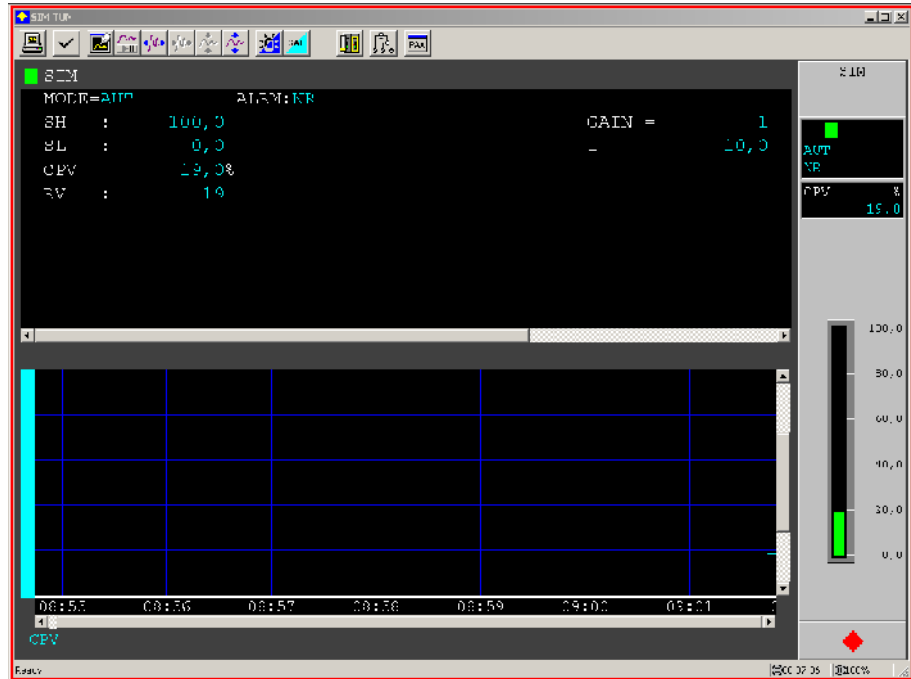 SIM TUN
SIM
MODE=AUT ALRM:NR
SH : 100,0 GAIN = 1
SL : 0,0 10,0
CPV 19,0%
RV : 19
08:55 08:56 08:57 08:58 08:59 09:00 09:01
CPV
Ready
100%
SIM
AUT
NR
CPV %
19.0
100,0
80,0
60,0
40,0
20,0
0,0